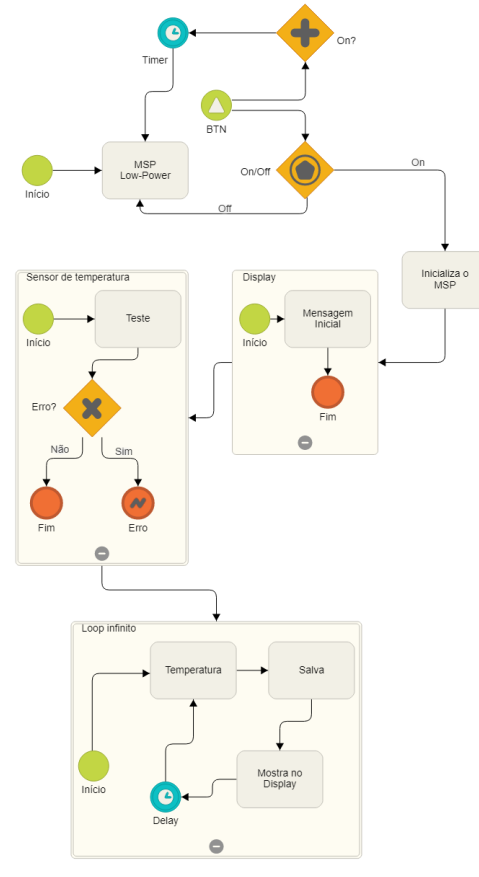 On?
Timer
BTN
MSP
Low-Power
Início
On/Off
On
Off
Inicializa o
MSP
Sensor de temperatura
Início
Teste
Erro?
Não
Sim
Fim
Erro
Display
Início
Mensagem
Inicial
Fim
Loop infinito
Temperatura
Salva
Início
Mostra no
Display
Delay